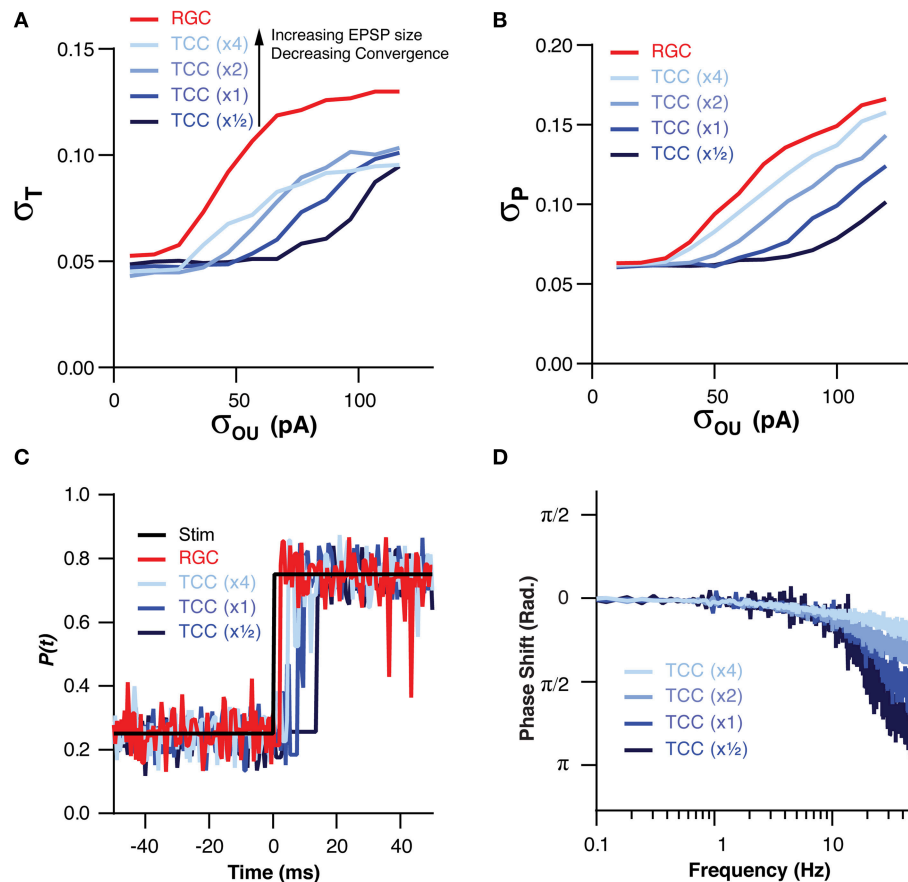 A
RGC
TCC (x4)
TCC (x2)
TCC (x1)
TCC (x½)
Increasing EPSP size
Decreasing Convergence
0.15
0.10
0.05
0.00
σT
0
50
100
σOU (pA)
B
RGC
TCC (x4)
TCC (x2)
TCC (x1)
TCC (x½)
0.20
0.15
0.10
0.05
0.00
σP
0
50
100
σOU (pA)
C
Stim
RGC
TCC (x4)
TCC (x1)
TCC (x½)
1.0
0.8
0.6
0.4
0.2
0.0
P(t)
-40
-20
0
20
40
Time (ms)
D
π/2
0
π/2
π
Phase Shift (Rad.)
TCC (x4)
TCC (x2)
TCC (x1)
TCC (x½)
0.1
1
10
Frequency (Hz)